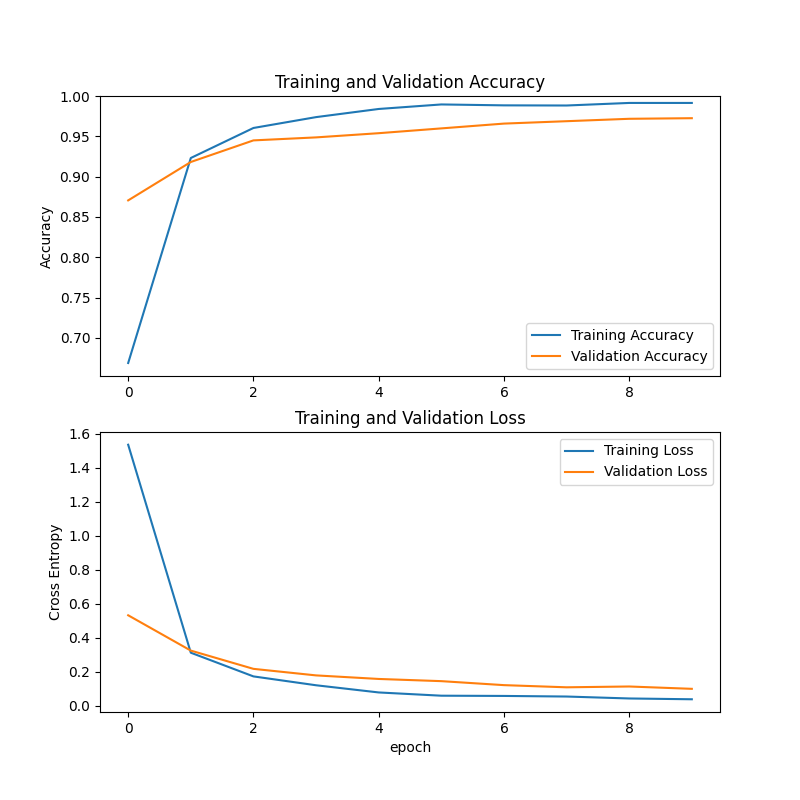 Training and Validation Accuracy
1.00
0.95
0.90
0.85
0.80
0.75
0.70
Accuracy
Training Accuracy
Validation Accuracy
0 2 4 6 8
Training and Validation Loss
1.6
1.4
1.2
1.0
0.8
0.6
0.4
0.2
0.0
Cross Entropy
Training Loss
Validation Loss
0 2 4 6 8
epoch